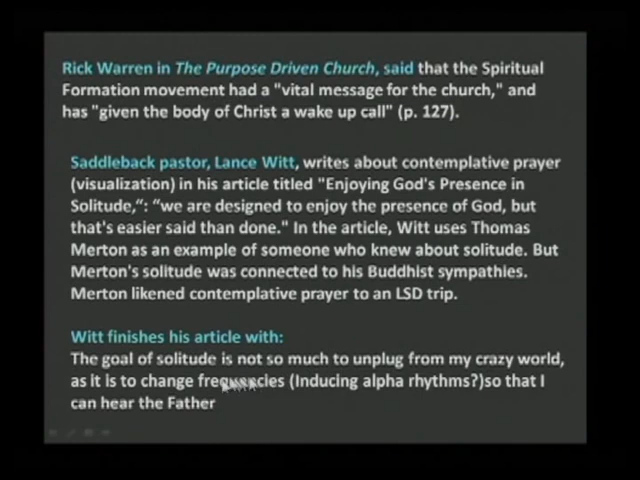 Rick Warren in The Purpose Driven Church, said that the Spiritual
Formation movement had a "vital message for the church," and
has "given the body of Christ a wake up call" (p. 127).
Saddleback pastor, Lance Witt, writes about contemplative prayer
(visualization) in his article titled "Enjoying God's Presence in
Solitude,“: “we are designed to enjoy the presence of God, but
that's easier said than done." In the article, Witt uses Thomas
Merton as an example of someone who knew about solitude. But
Merton's solitude was connected to his Buddhist sympathies.
Merton likened contemplative prayer to an LSD trip.
Witt finishes his article with:
The goal of solitude is not so much to unplug from my crazy world,
as it is to change frequencies (Inducing alpha rhythms?)so that I
can hear the Father